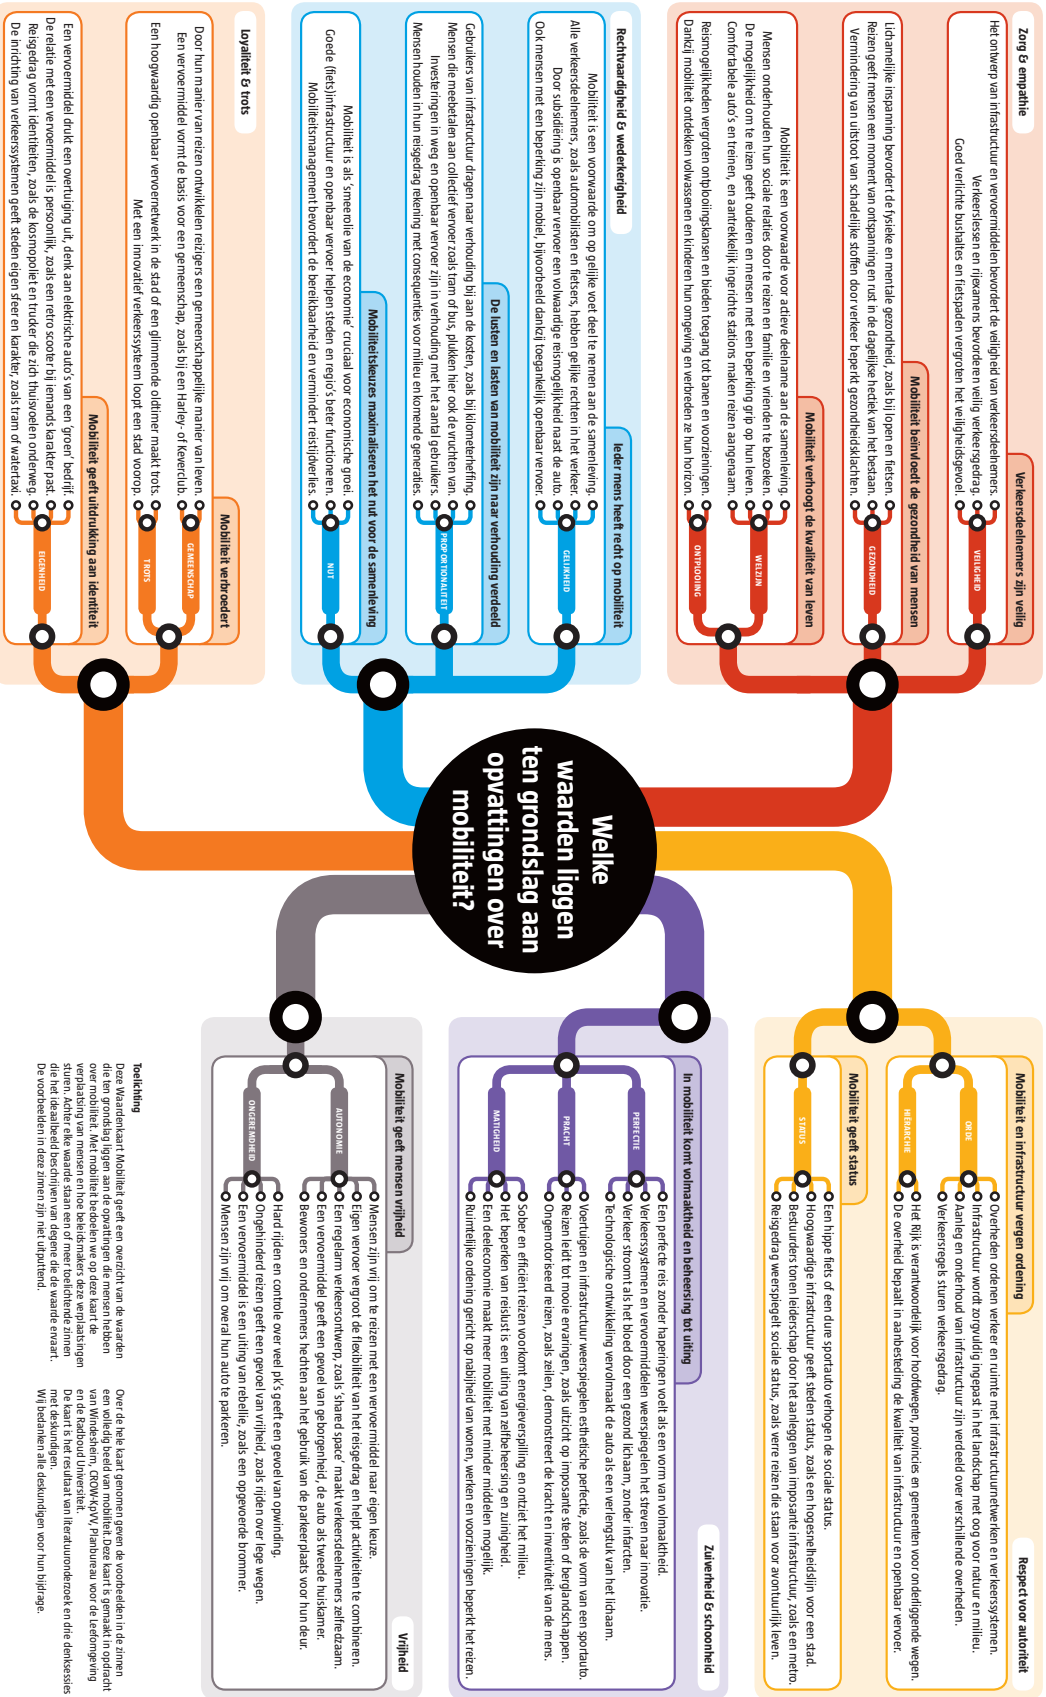 Welke
waarden liggen
ten grondslag aan
opvattingen over
mobiliteit?
Zorg & empathie
Verkeersdeelnemers zijn veilig
VEILIGHEID
Het ontwerp van infrastructuur en vervoermiddelen bevordert de veiligheid van verkeersdeelnemers.
Verkeerslessen en rijexamens bevorderen veilig verkeersgedrag.
Goed verlichte bushaltes en fietspaden vergroten het veiligheidsgevoel.
Mobiliteit beïnvloedt de gezondheid van mensen
GEZONDHEID
Lichamelijke inspanning bevordert de fysieke en mentale gezondheid, zoals bij lopen en fietsen.
Reizen geeft mensen een moment van ontspanning en rust in de dagelijkse hectiek van het bestaan.
Vermindering van uitstoot van schadelijke stoffen door verkeer beperkt gezondheidsklachten.
Mobiliteit verhoogt de kwaliteit van leven
WELZIJN
Mobiliteit is een voorwaarde voor actieve deelname aan de samenleving.
Mensen onderhouden hun sociale relaties door te reizen en familie en vrienden te bezoeken.
De mogelijkheid om te reizen geeft ouderen en mensen met een beperking grip op hun leven.
Comfortabele auto's en treinen, en aantrekkelijk ingerichte stations maken reizen aangenaam.
ONTPLOOIING
Reismogelijkheden vergroten ontplooiingskansen en bieden toegang tot banen en voorzieningen.
Dankzij mobiliteit ontdekken volwassenen en kinderen hun omgeving en verbreden ze hun horizon.
Rechtvaardigheid & wederkerigheid
Ieder mens heeft recht op mobiliteit
GELIJKHEID
Mobiliteit is een voorwaarde om op gelijke voet deel te nemen aan de samenleving.
Alle verkeersdeelnemers, zoals automobilisten en fietsers, hebben gelijke rechten in het verkeer.
Door subsidiëring is openbaar vervoer een volwaardige reismogelijkheid naast de auto.
Ook mensen met een beperking zijn mobiel, bijvoorbeeld dankzij toegankelijk openbaar vervoer.
De lusten en lasten van mobiliteit zijn naar verhouding verdeeld
PROPORTIONALITEIT
Gebruikers van infrastructuur dragen naar verhouding bij aan de kosten, zoals bij kilometerheffing.
Mensen die meebetalen aan collectief vervoer zoals tram of bus, plukken hier ook de vruchten van.
Investeringen in weg en openbaar vervoer zijn in verhouding met het aantal gebruikers.
Mensen houden in hun reisgedrag rekening met consequenties voor milieu en komende generaties.
Mobiliteitskeuzes maximaliseren het nut voor de samenleving
NUT
Mobiliteit is als 'smeerolie van de economie' cruciaal voor economische groei.
Goede (fiets)infrastructuur en openbaar vervoer helpen steden en regio's beter functioneren.
Mobiliteitsmanagement bevordert de bereikbaarheid en vermindert reistijdverlies.
Loyaliteit & trots
Mobiliteit verbroedert
GEMEENSCHAP
Door hun manier van reizen ontwikkelen reizigers een gemeenschappelijke manier van leven.
Een vervoermiddel vormt de basis voor een gemeenschap, zoals bij een Harley- of Keverclub.
TROTS
Een hoogwaardig openbaar vervoernetwerk in de stad of een glimmende oldtimer maakt trots.
Met een innovatief verkeerssysteem loopt een stad voorop.
Mobiliteit geeft uitdrukking aan identiteit
EIGENHEID
Een vervoermiddel drukt een overtuiging uit, denk aan elektrische auto's van een 'groen' bedrijf.
De relatie met een vervoermiddel is persoonlijk, zoals een retro scooter bij iemands karakter past.
Reisgedrag vormt identiteiten, zoals de kosmopoliet en trucker die zich thuisvoelen onderweg.
De inrichting van verkeerssystemen geeft steden eigen sfeer en karakter, zoals tram of watertaxi.
Respect voor autoriteit
Mobiliteit en infrastructuur vergen ordening
ORDE
Overheden ordenen verkeer en ruimte met infrastructuurnetwerken en verkeerssystemen.
Infrastructuur wordt zorgvuldig ingepast in het landschap met oog voor natuur en milieu.
Aanleg en onderhoud van infrastructuur zijn verdeeld over verschillende overheden.
Verkeersregels sturen verkeersgedrag.
HIËRARCHIE
Het Rijk is verantwoordelijk voor hoofdwegen, provincies en gemeenten voor onderliggende wegen.
De overheid bepaalt in aanbesteding de kwaliteit van infrastructuur en openbaar vervoer.
Mobiliteit geeft status
STATUS
Een hippe fiets of een dure sportauto verhogen de sociale status.
Hoogwaardige infrastructuur geeft steden status, zoals een hogesnelheidslijn voor een stad.
Bestuurders tonen leiderschap door het aanleggen van imposante infrastructuur, zoals een metro.
Reisgedrag weerspiegelt sociale status, zoals verre reizen die staan voor avontuurlijk leven.
Zuiverheid & schoonheid
In mobiliteit komt volmaaktheid en beheersing tot uiting
PERFECTIE
Een perfecte reis zonder haperingen voelt als een vorm van volmaaktheid.
Verkeerssystemen en vervoermiddelen weerspiegelen het streven naar innovatie.
Verkeer stroomt als het bloed door een gezond lichaam, zonder infarcten.
Technologische ontwikkeling vervolmaakt de auto als een verlengstuk van het lichaam.
PRACHT
Voertuigen en infrastructuur weerspiegelen esthetische perfectie, zoals de vorm van een sportauto.
Reizen leidt tot mooie ervaringen, zoals uitzicht op imposante steden of berglandschappen.
Ongemotoriseerd reizen, zoals zeilen, demonstreert de kracht en inventiviteit van de mens.
MATIGHEID
Sober en efficiënt reizen voorkomt energieverspilling en ontziet het milieu.
Het beperken van reislust is een uiting van zelfbeheersing en zuinigheid.
Een deeleconomie maakt meer mobiliteit met minder middelen mogelijk.
Ruimtelijke ordening gericht op nabijheid van wonen, werken en voorzieningen beperkt het reizen.
Vrijheid
Mobiliteit geeft mensen vrijheid
AUTONOMIE
Mensen zijn vrij om te reizen met een vervoermiddel naar eigen keuze.
Eigen vervoer vergroot de flexibiliteit van het reisgedrag en helpt activiteiten te combineren.
Een regelarm verkeersontwerp, zoals 'shared space' maakt verkeersdeelnemers zelfredzaam.
Een vervoermiddel geeft een gevoel van geborgenheid, de auto als tweede huiskamer.
Bewoners en ondernemers hechten aan het gebruik van de parkeerplaats voor hun deur.
ONGEREMDHEID
Hard rijden en controle over veel pk's geeft een gevoel van opwinding.
Ongehinderd reizen geeft een gevoel van vrijheid, zoals rijden over lege wegen.
Een vervoermiddel is een uiting van rebellie, zoals een opgevoerde brommer.
Mensen zijn vrij om overal hun auto te parkeren.
Toelichting
Deze Waardenkaart Mobiliteit geeft een overzicht van de waarden
die ten grondslag liggen aan de opvattingen die mensen hebben
over mobiliteit. Met mobiliteit bedoelen we op deze kaart de
verplaatsing van mensen en hoe beleidsmakers deze verplaatsingen
sturen. Achter elke waarde staan een of meer toelichtende zinnen
die het ideaalbeeld beschrijven van degene die de waarde ervaart.
De voorbeelden in deze zinnen zijn niet uitputtend.
Over de hele kaart genomen geven de voorbeelden in de zinnen
een volledig beeld van mobiliteit. Deze kaart is gemaakt in opdracht
van Windesheim, CROW-KpVV, Planbureau voor de Leefomgeving
en de Radboud Universiteit.
De kaart is het resultaat van literatuuronderzoek en drie denksessies
met deskundigen.
Wij bedanken alle deskundigen voor hun bijdrage.